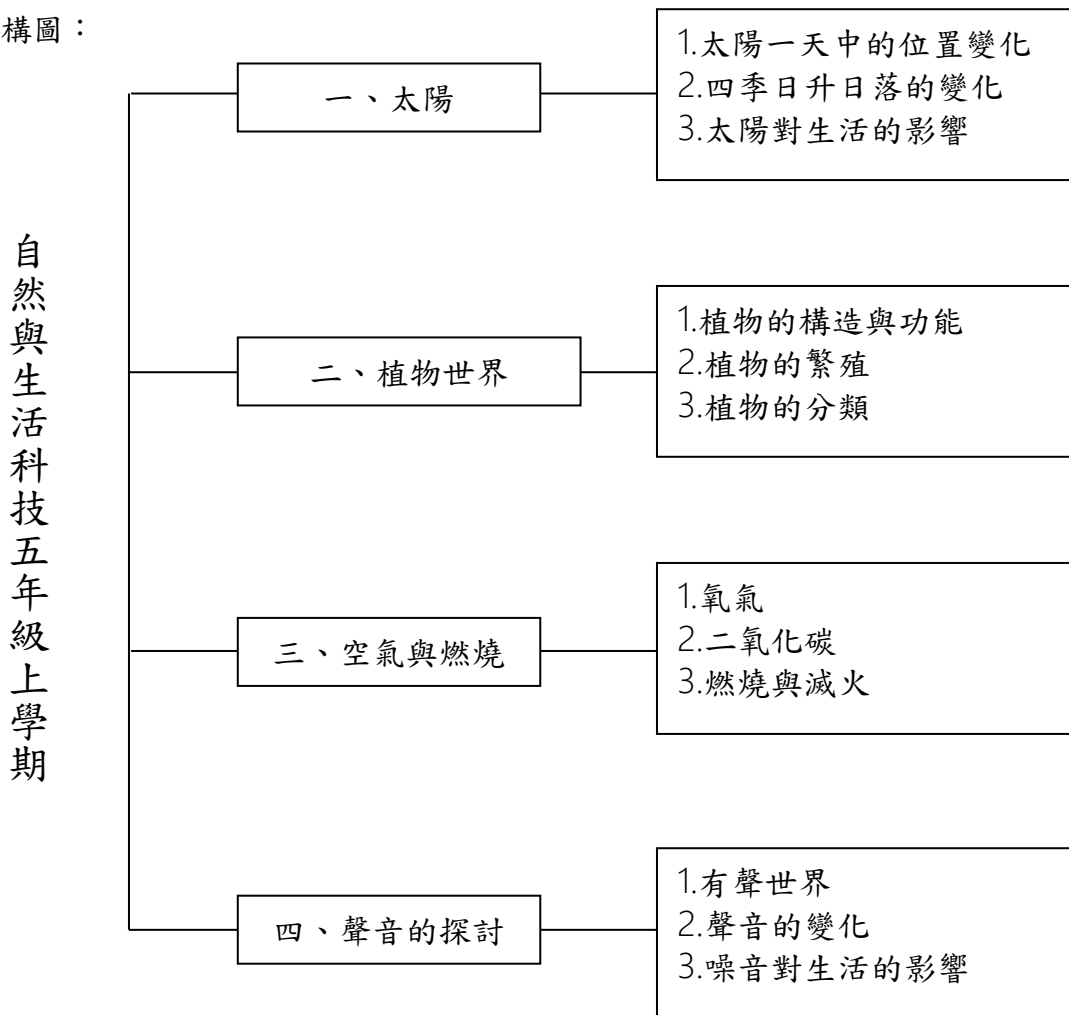 構圖：
自然與生活科技五年級上學期
一、太陽
1.太陽一天中的位置變化
2.四季日升日落的變化
3.太陽對生活的影響
二、植物世界
1.植物的構造與功能
2.植物的繁殖
3.植物的分類
三、空氣與燃燒
1.氧氣
2.二氧化碳
3.燃燒與滅火
四、聲音的探討
1.有聲世界
2.聲音的變化
3.噪音對生活的影響